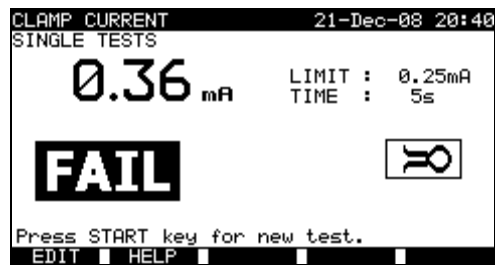 CLAMP CURRENT 21-Dec-08 20:40
SINGLE TESTS
0.36 mA LIMIT : 0.25mA
TIME : 5s
FAIL
Press START key for new test.
EDIT HELP